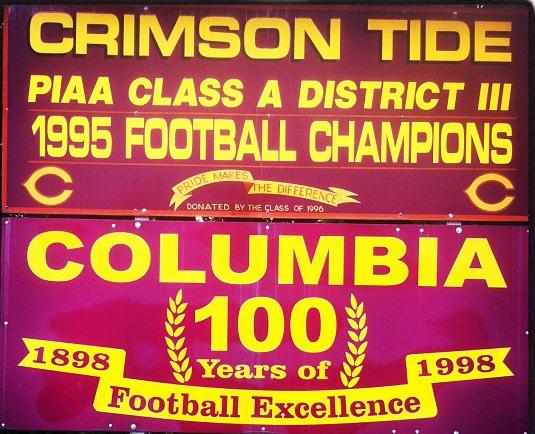 CRIMSON TIDE
PIAA CLASS A DISTRICT III
1995 FOOTBALL CHAMPIONS
C C
PRIDE MAKES THE DIFFERENCE
DONATED BY THE CLASS OF 1996
COLUMBIA
100
1898 Years of 1998
Football Excellence